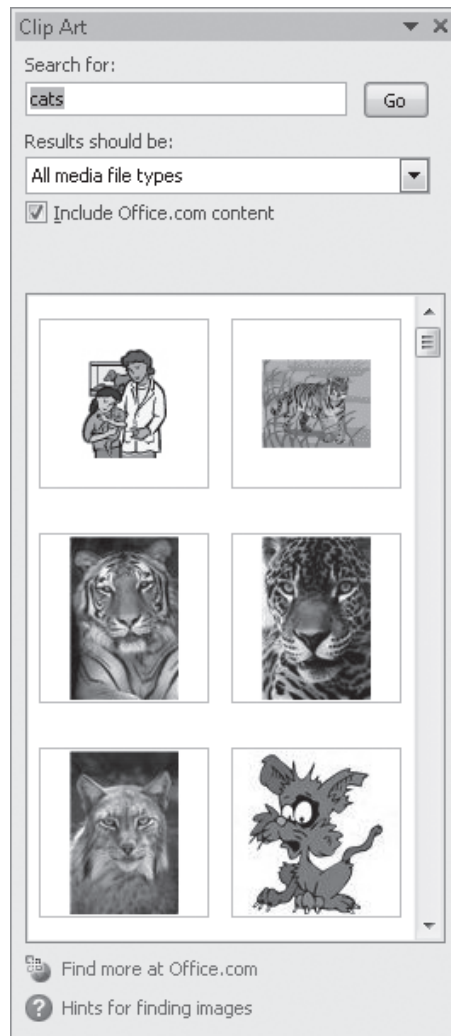 Clip Art
Search for:
cats
Go
Results should be:
All media file types
Include Office.com content
Find more at Office.com
Hints for finding images